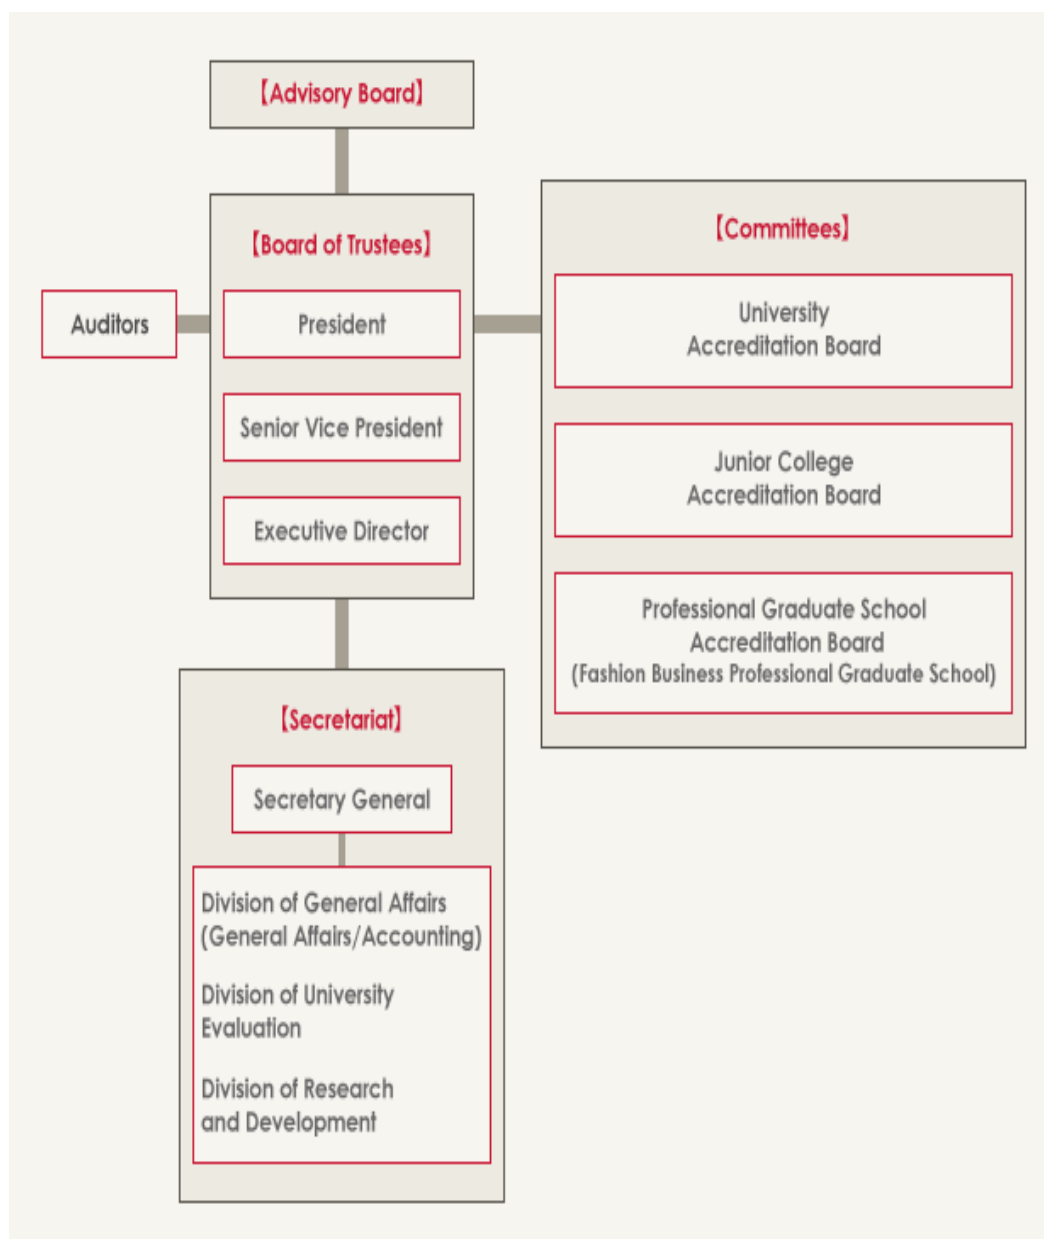 【Advisory Board】
【Board of Trustees】
Auditors
President
Senior Vice President
Executive Director
【Committees】
University
Accreditation Board
Junior College
Accreditation Board
Professional Graduate School
Accreditation Board
(Fashion Business Professional Graduate School)
【Secretariat】
Secretary General
Division of General Affairs
(General Affairs/Accounting)
Division of University
Evaluation
Division of Research
and Development